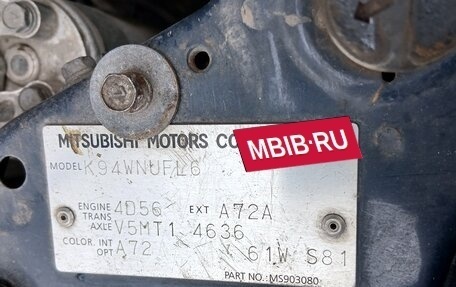 MITSUBISHI MOTORS CO
MBIB·RU
MODEL K94WNUFL6
ENGINE 4D56 EXT A72A
TRANS AXLE V5MT1 4636
COLOR. INT OPT A72 61W S81
PART NO.: MS903080